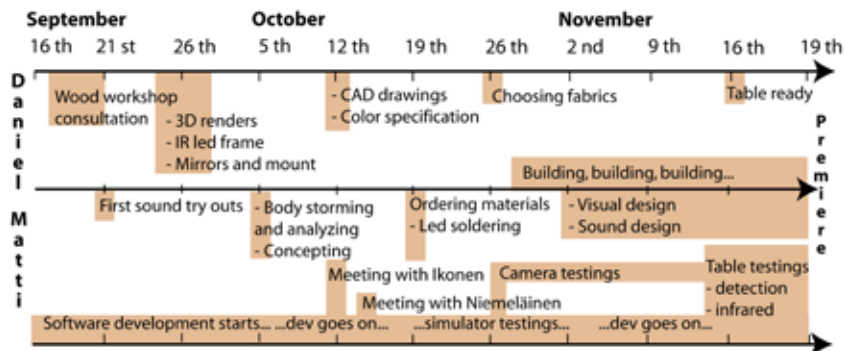 September October November
16 th 21 st 26 th 5 th 12 th 19 th 26 th 2 nd 9 th 16 th 19 th
Daniel
Wood workshop
consultation
- 3D renders
- IR led frame
- Mirrors and mount
- CAD drawings
- Color specification
Choosing fabrics
Table ready
Building, building, building...
Premiere
Matti
First sound try outs
- Body storming
and analyzing
- Concepting
Ordering materials
- Led soldering
- Visual design
- Sound design
Meeting with Ikonen
Meeting with Niemeläinen
Camera testings
Table testings
- detection
- infrared
Software development starts... ...dev goes on... ...simulator testings... ...dev goes on...